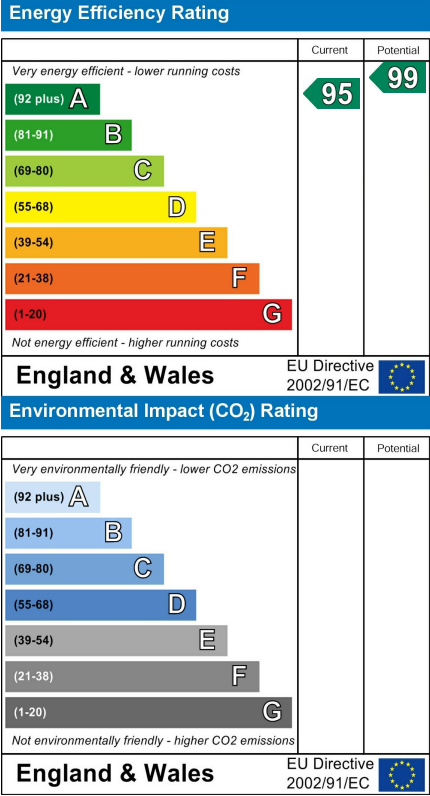 Energy Efficiency Rating
Current Potential
Very energy efficient - lower running costs
(92 plus) A
95
99
(81-91) B
(69-80) C
(55-68) D
(39-54) E
(21-38) F
(1-20) G
Not energy efficient - higher running costs
England & Wales
EU Directive
2002/91/EC
Environmental Impact (CO₂) Rating
Current Potential
Very environmentally friendly - lower CO2 emissions
(92 plus) A
(81-91) B
(69-80) C
(55-68) D
(39-54) E
(21-38) F
(1-20) G
Not environmentally friendly - higher CO2 emissions
England & Wales
EU Directive
2002/91/EC